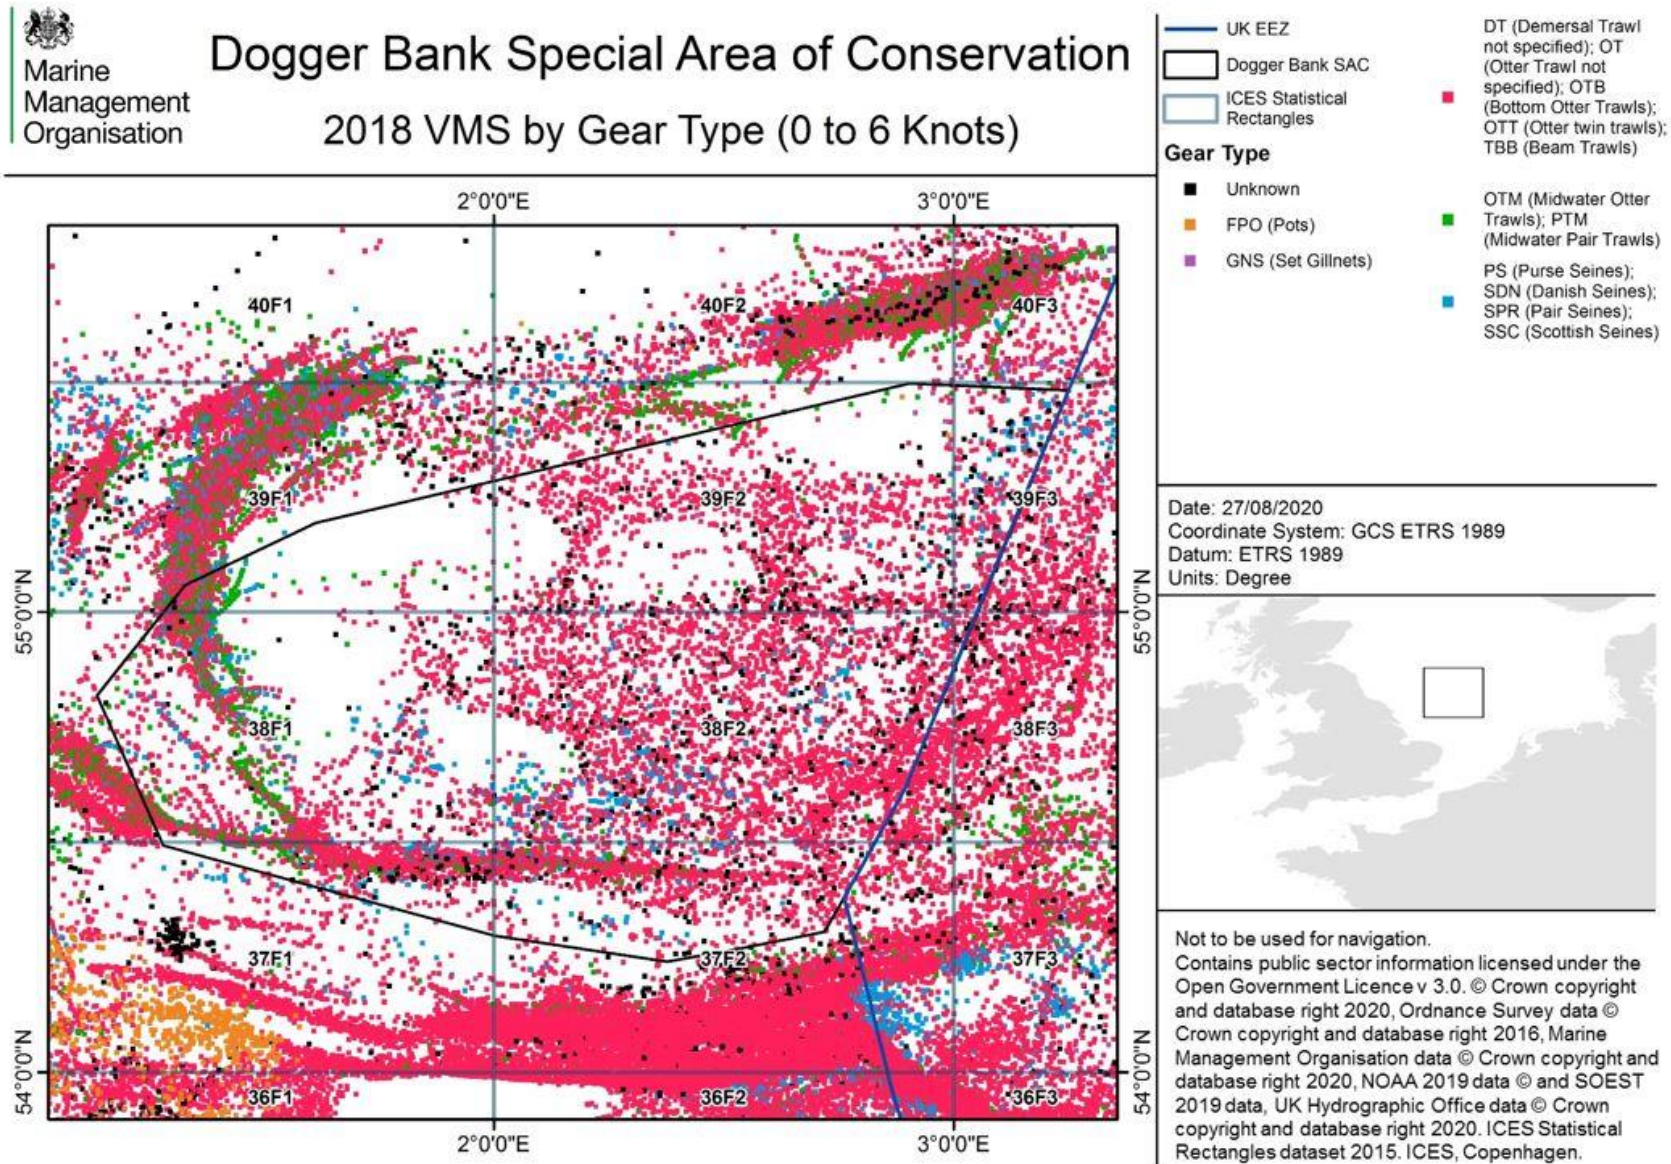 Marine
Management
Organisation
Dogger Bank Special Area of Conservation
2018 VMS by Gear Type (0 to 6 Knots)
UK EEZ
Dogger Bank SAC
ICES Statistical
Rectangles
Gear Type
Unknown
FPO (Pots)
GNS (Set Gillnets)
DT (Demersal Trawl
not specified); OT
(Otter Trawl not
specified); OTB
(Bottom Otter Trawls);
OTT (Otter twin trawls);
TBB (Beam Trawls)
OTM (Midwater Otter
Trawls); PTM
(Midwater Pair Trawls)
PS (Purse Seines);
SDN (Danish Seines);
SPR (Pair Seines);
SSC (Scottish Seines)
2°0'0"E
3°0'0"E
40F1
40F2
40F3
39F1
39F2
39F3
55°0'0"N
55°0'0"N
38F1
38F2
38F3
37F1
37F2
37F3
54°0'0"N
54°0'0"N
36F1
36F2
36F3
2°0'0"E
3°0'0"E
Date: 27/08/2020
Coordinate System: GCS ETRS 1989
Datum: ETRS 1989
Units: Degree
Not to be used for navigation.
Contains public sector information licensed under the
Open Government Licence v 3.0. © Crown copyright
and database right 2020, Ordnance Survey data ©
Crown copyright and database right 2016, Marine
Management Organisation data © Crown copyright and
database right 2020, NOAA 2019 data © and SOEST
2019 data, UK Hydrographic Office data © Crown
copyright and database right 2020. ICES Statistical
Rectangles dataset 2015. ICES, Copenhagen.